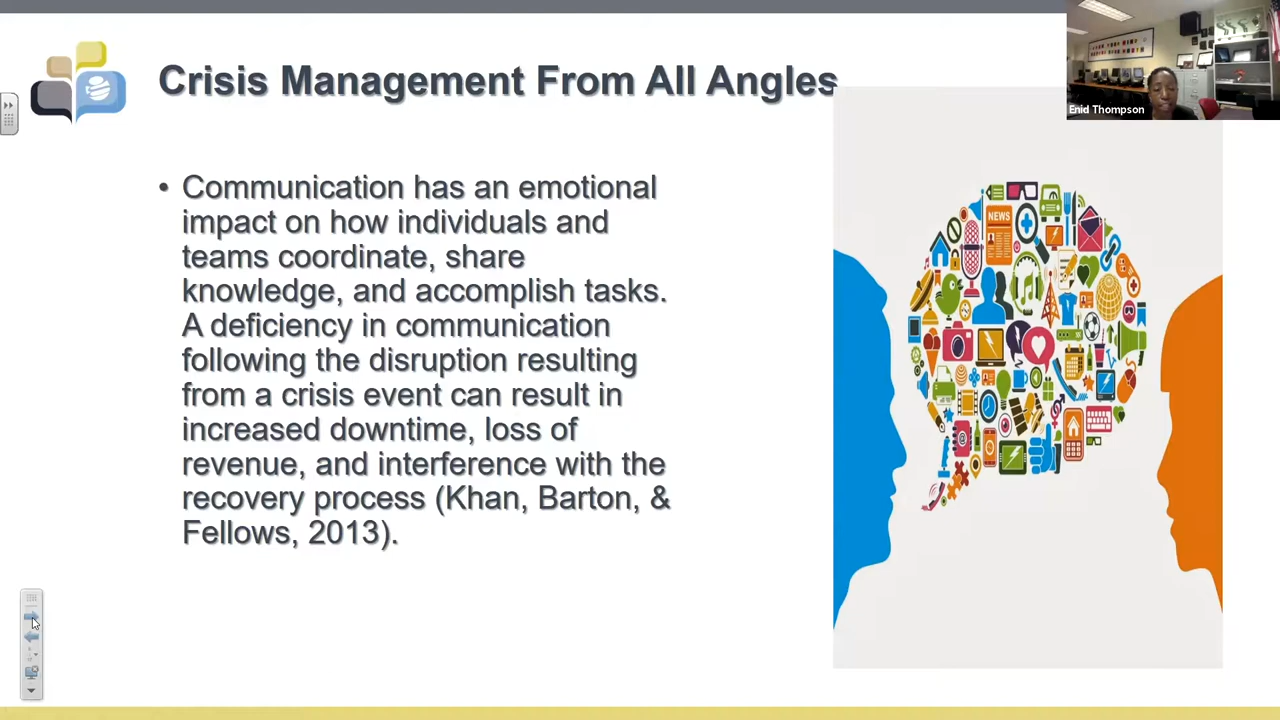 Crisis Management From All Angles
Enid Thompson
• Communication has an emotional
impact on how individuals and
teams coordinate, share
knowledge, and accomplish tasks.
A deficiency in communication
following the disruption resulting
from a crisis event can result in
increased downtime, loss of
revenue, and interference with the
recovery process (Khan, Barton, &
Fellows, 2013).
NEWS